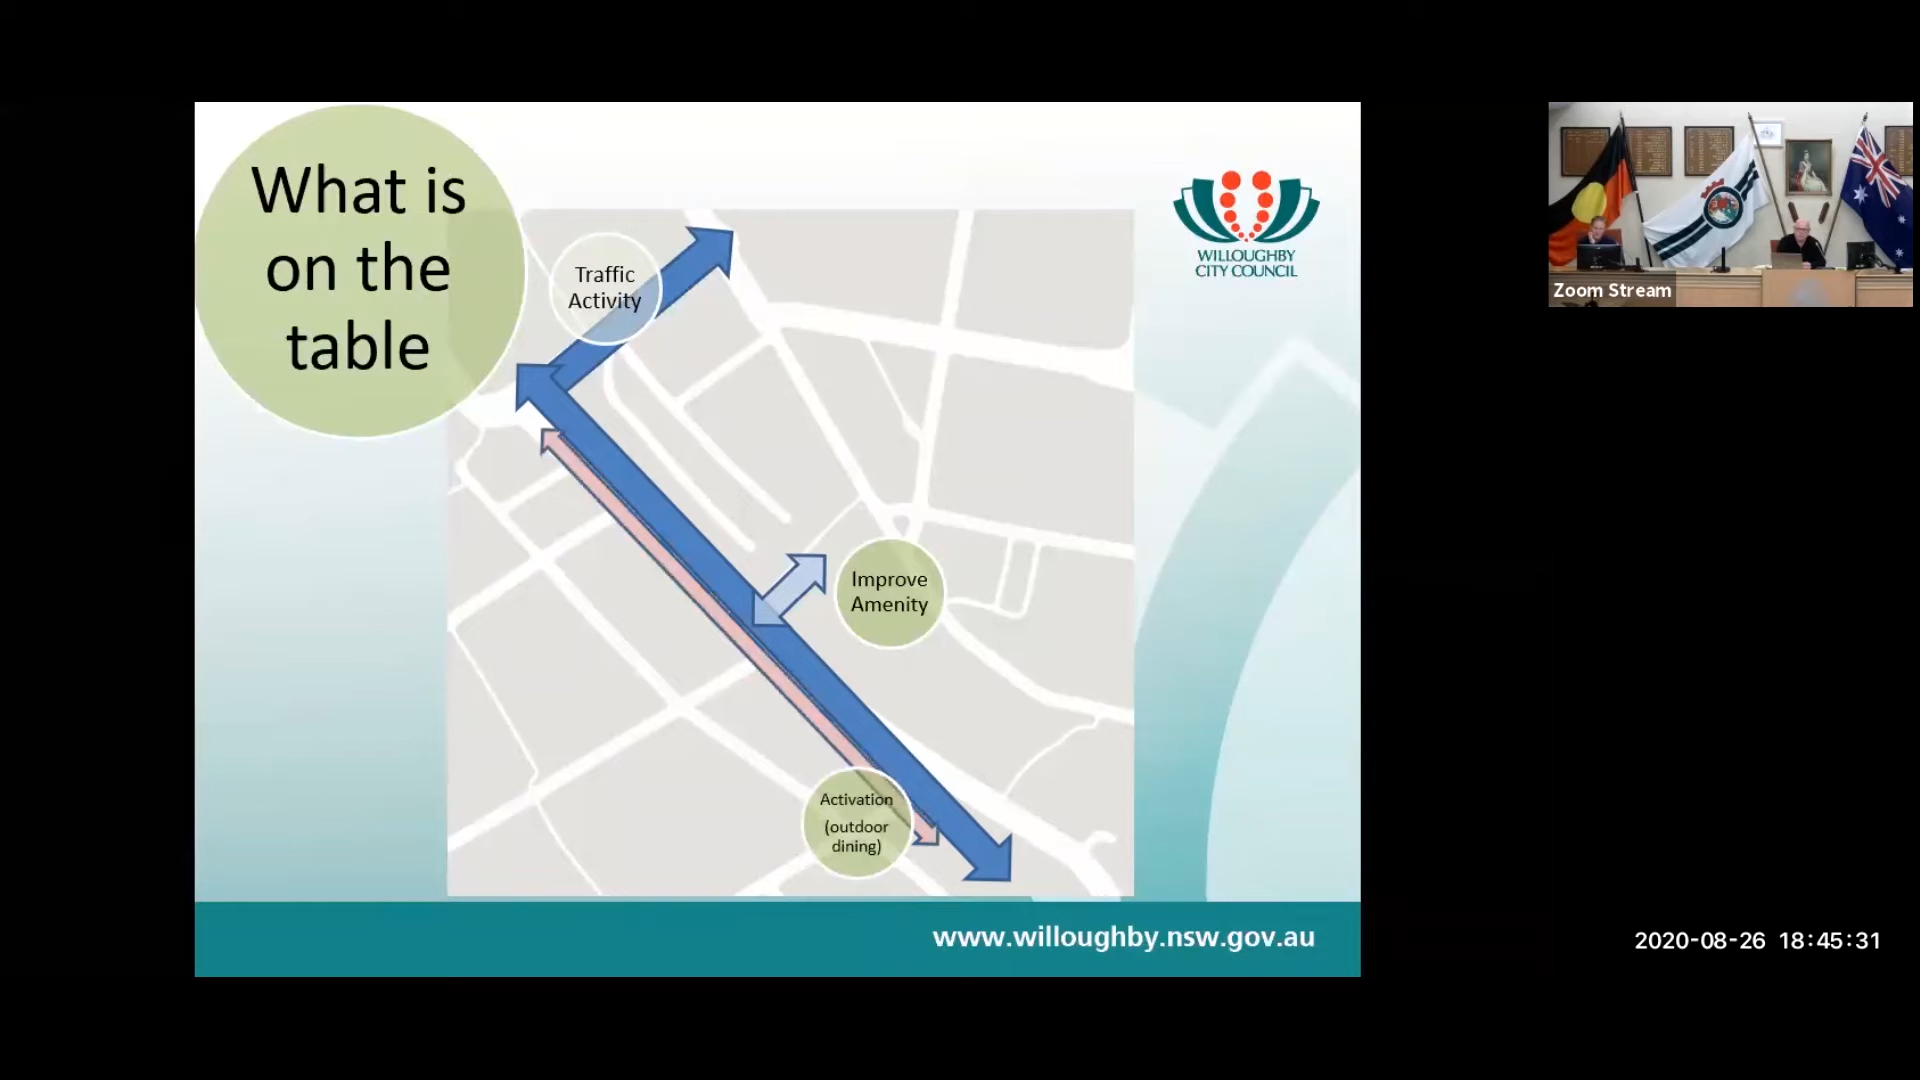 What is
on the
table
Traffic
Activity
WILLOUGHBY
CITY COUNCIL
Zoom Stream
Improve
Amenity
Activation
(outdoor
dining)
www.willoughby.nsw.gov.au
2020-08-26 18:45:31